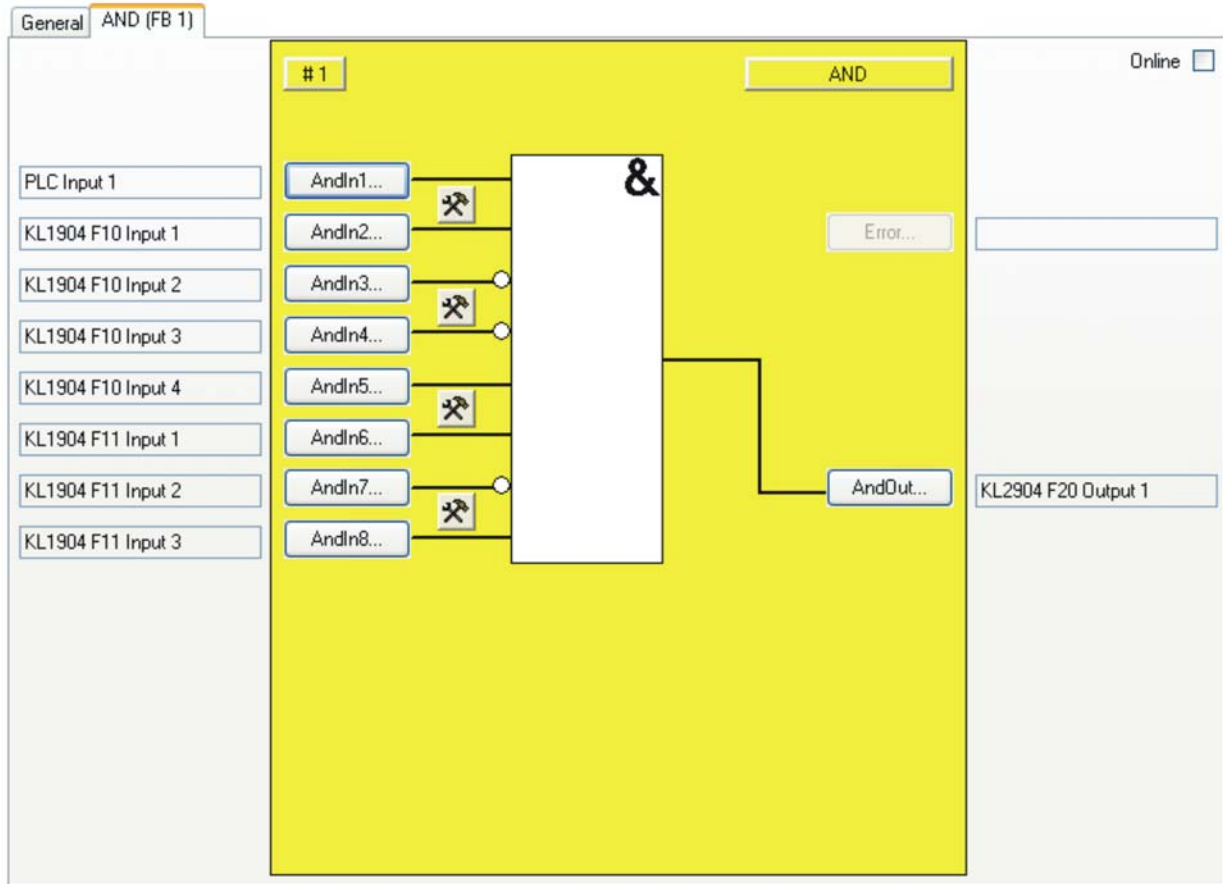 General AND (FB 1)
Online
# 1 AND
&
PLC Input 1 AndIn1...
KL1904 F10 Input 1 AndIn2... Error...
KL1904 F10 Input 2 AndIn3...
KL1904 F10 Input 3 AndIn4...
KL1904 F10 Input 4 AndIn5...
KL1904 F11 Input 1 AndIn6...
KL1904 F11 Input 2 AndIn7... AndOut... KL2904 F20 Output 1
KL1904 F11 Input 3 AndIn8...